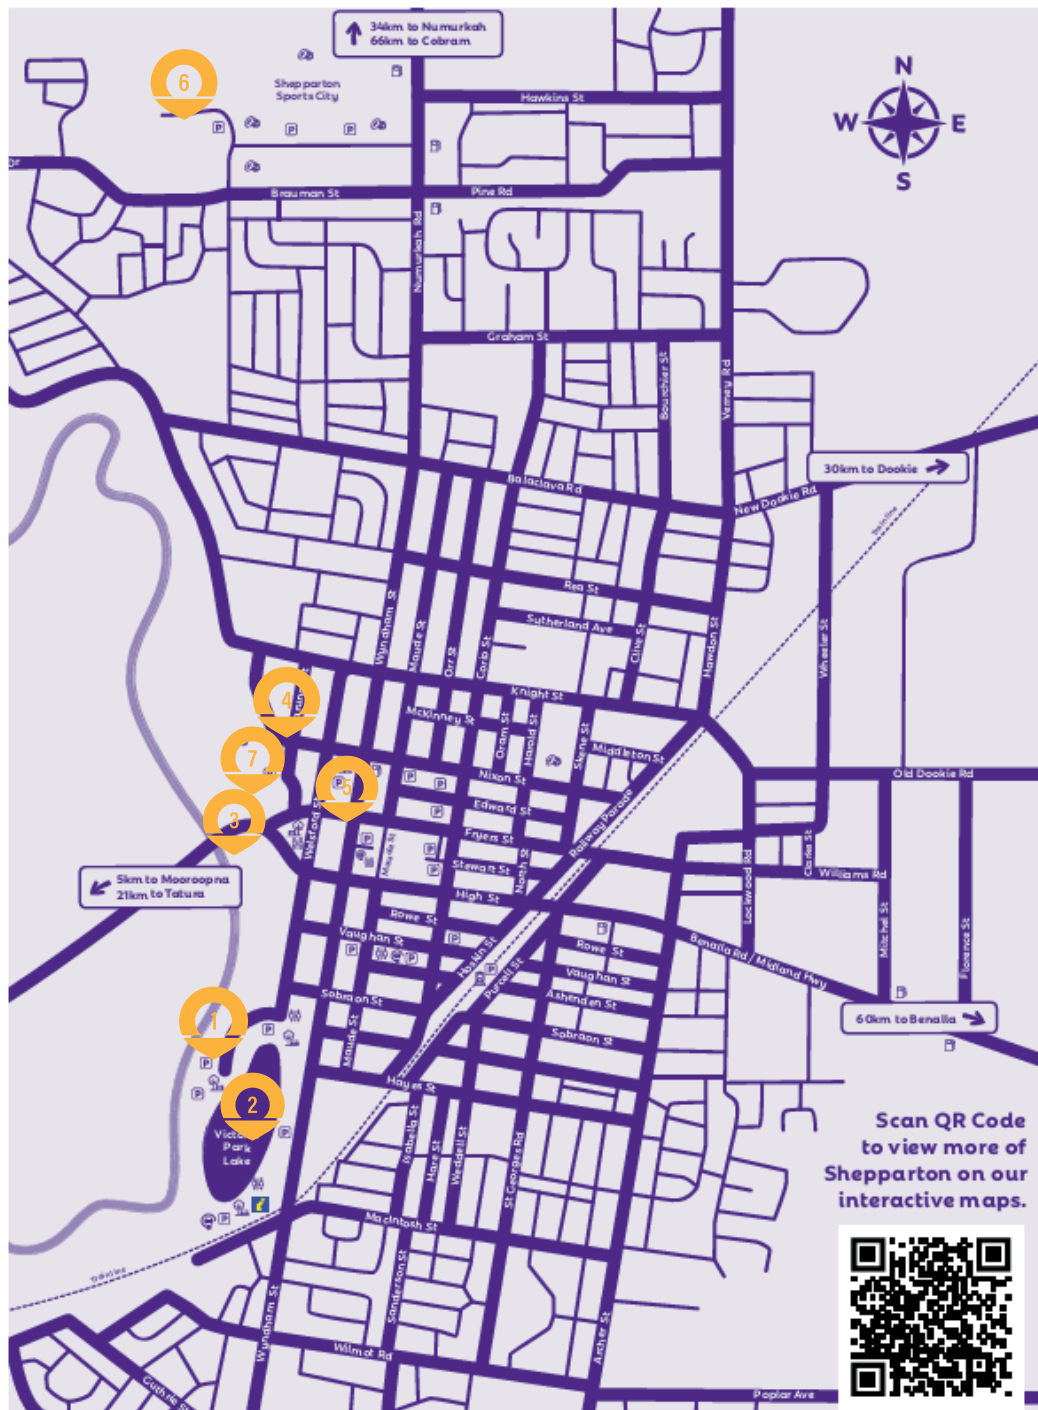 34km to Numurkah
66km to Cobram
N
W
E
S
6
Shepparton
Sports City
P
P
P
Hawkins St
Dr
Brauman St
Pine Rd
Numurkah Rd
Graham St
Bourchier St
Verney Rd
30km to Dookie
Balaclava Rd
New Dookie Rd
Trainline
Rea St
Sutherland Ave
Wyndham St
Maude St
Orr St
Corio St
Clive St
Hawdon St
Wheeler St
Knight St
4
McKinney St
Oram St
Harold St
Skene St
Middleton St
7
5
P
P
P
P
Nixon St
Old Dookie Rd
Edward St
3
Welsford St
Fryers St
Railway Parade
P
P
P
Maude St
Stewart St
North St
Lockwood Rd
Clarke St
Williams Rd
5km to Mooroopna
21km to Tatura
High St
Rowe St
Vaughan St
P
P
P
Hoskin St
Purcell St
P
Rowe St
Vaughan St
Ashenden St
Sobraon St
Benalla Rd / Midland Hwy
Mitchel St
Florence St
Sobraon St
60km to Benalla
1
P
P
P
Maude St
Hayes St
2
P
Park
Lake
P
Isabella St
Hare St
Weddell St
St Georges Rd
MacIntosh St
Trainline
Sanderson St
Wyndham St
Archer St
Wilmot Rd
Guthrie St
Poplar Ave
Scan QR Code
to view more of
Shepparton on our
interactive maps.